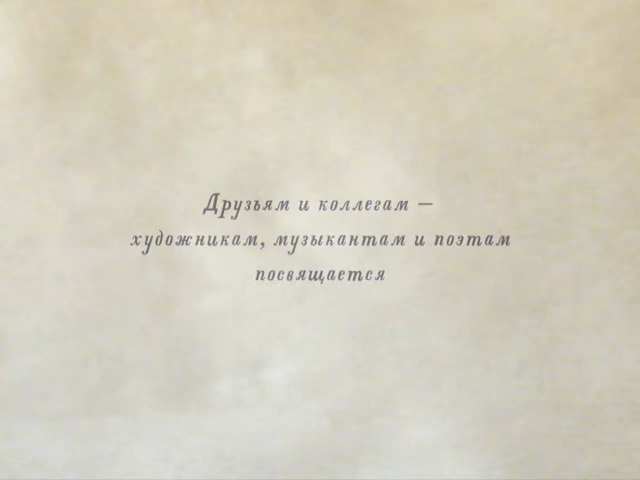 Друзьям и коллегам —
художникам, музыкантам и поэтам
посвящается